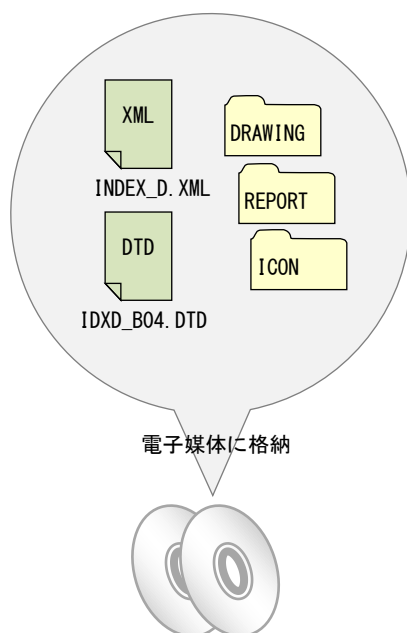 XML
INDEX_D.XML
DTD
IDXD_B04.DTD
DRAWING
REPORT
ICON
電子媒体に格納